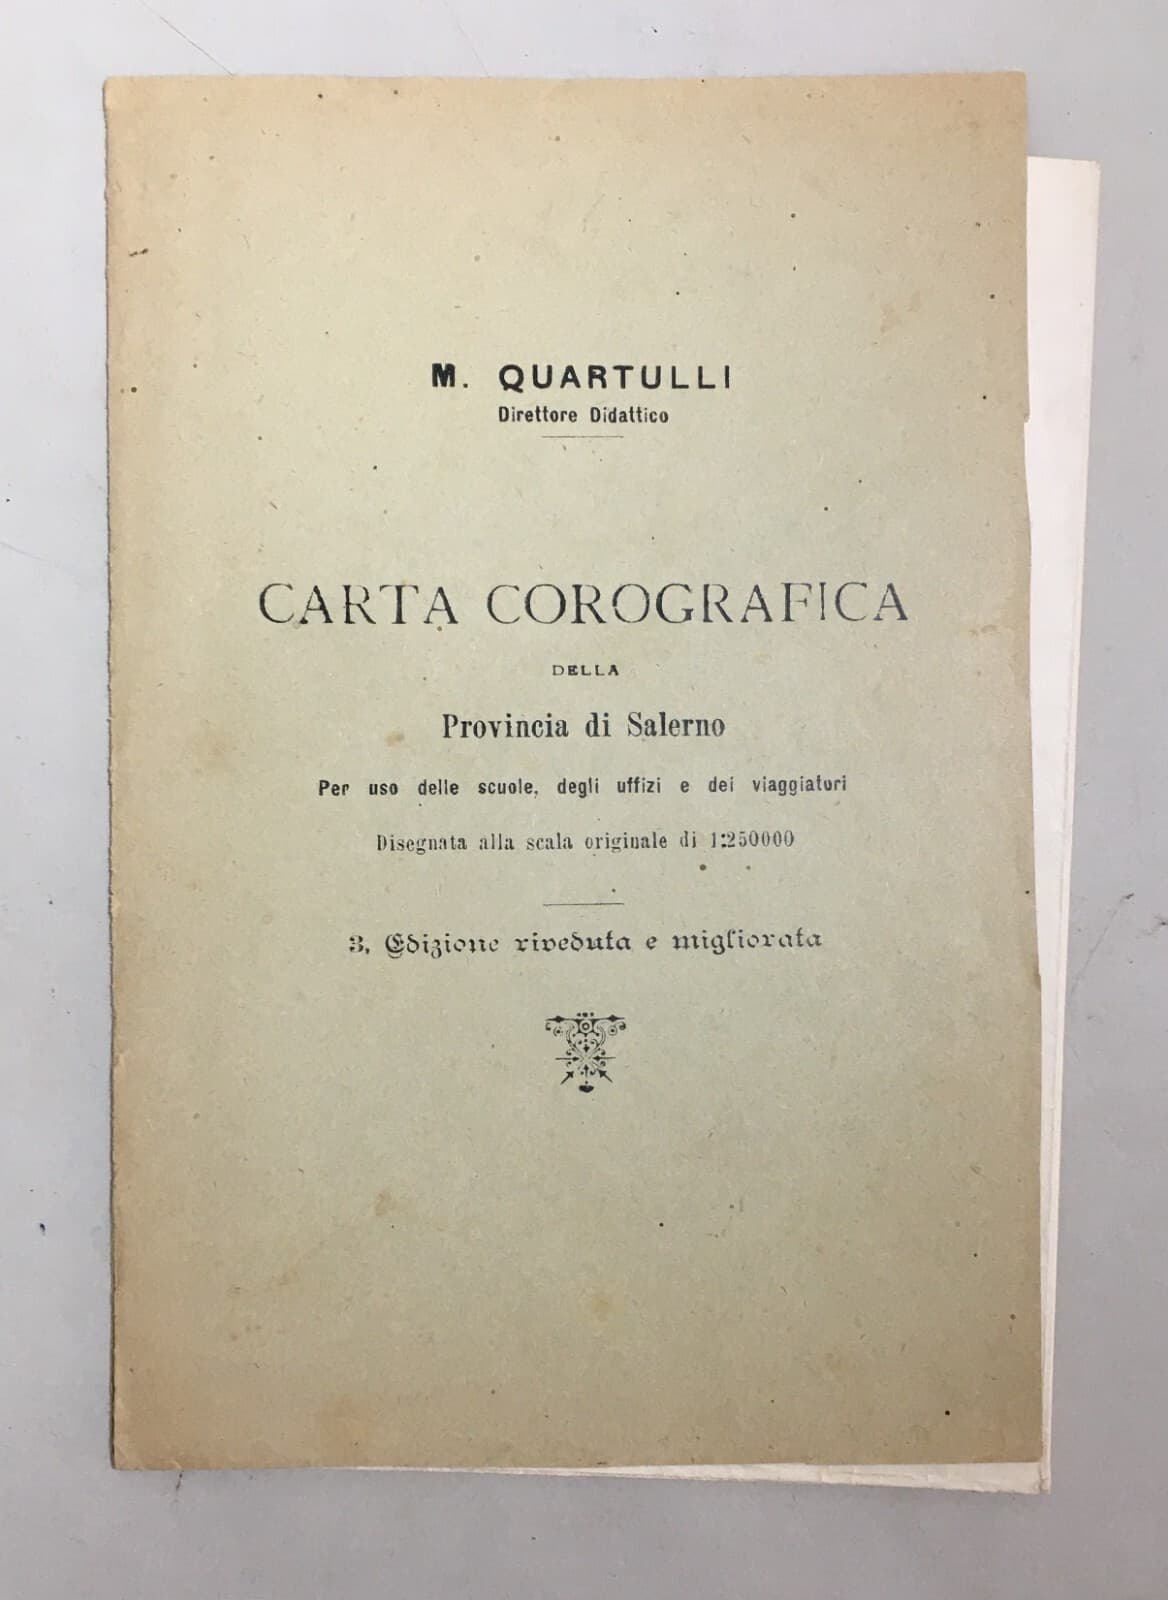 M. QUARTULLI
Direttore Didattico
CARTA COROGRAFICA
DELLA
Provincia di Salerno
Per uso delle scuole, degli uffizi e dei viaggiatori
Disegnata alla scala originale di 1:250000
3. Edizione riveduta e migliorata